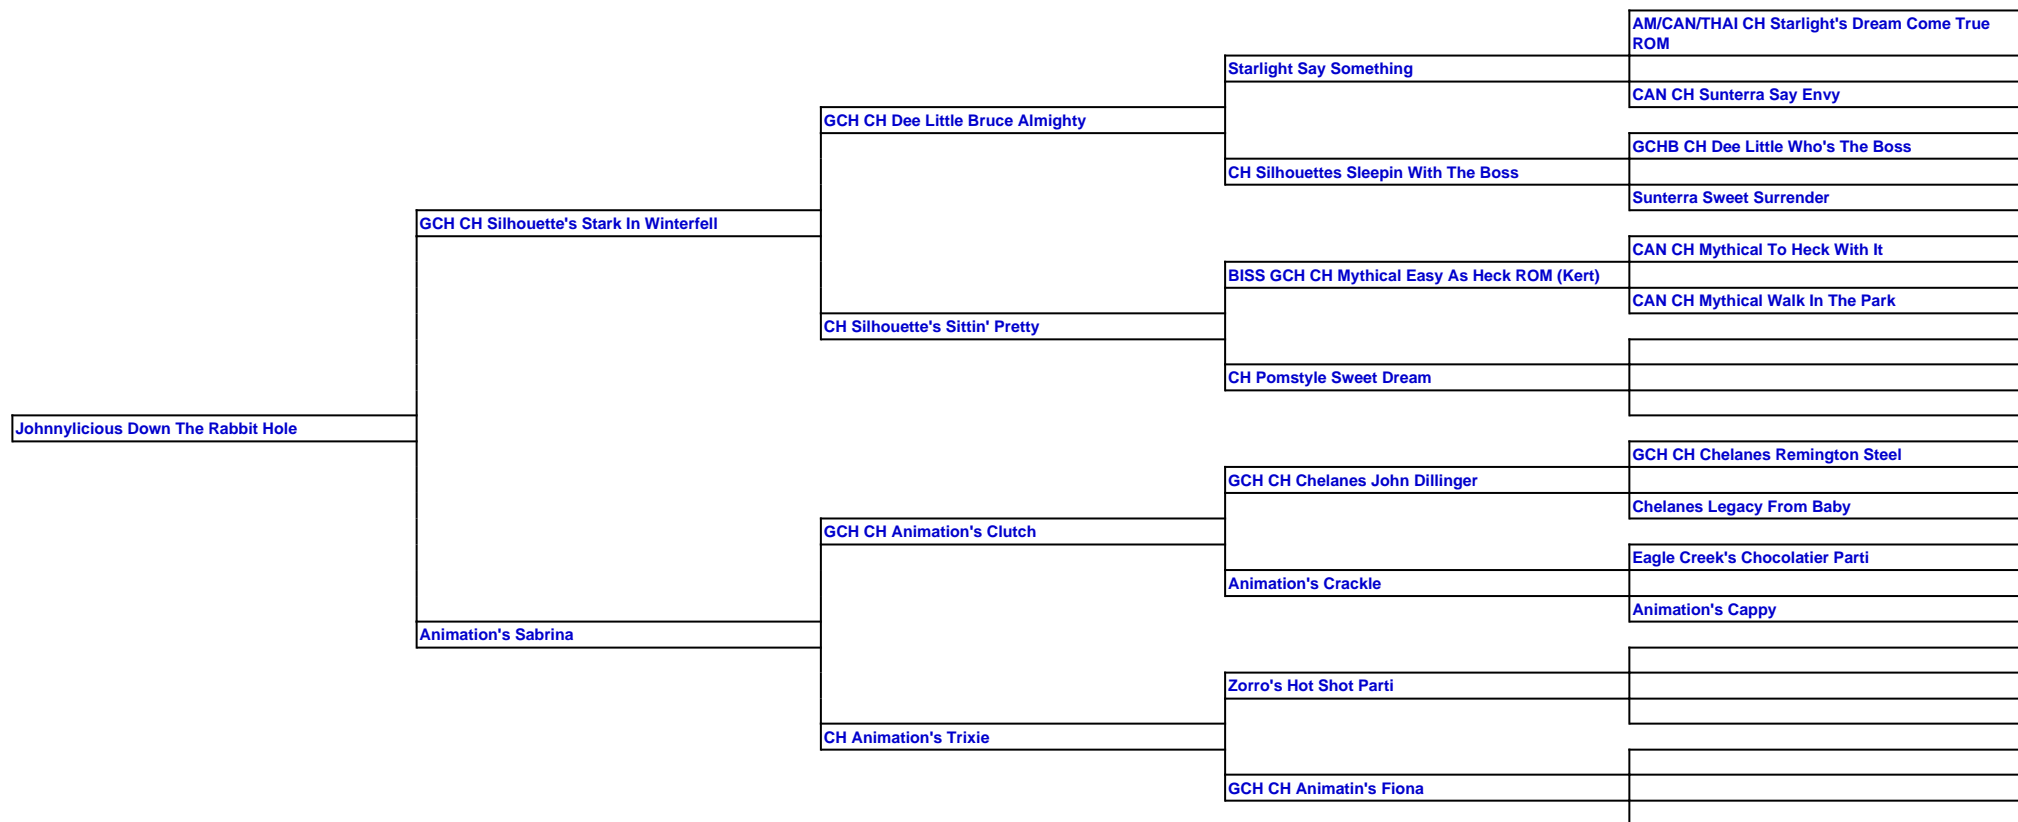 AM/CAN/THAI CH Starlight's Dream Come True
ROM
Starlight Say Something
CAN CH Sunterra Say Envy
GCH CH Dee Little Bruce Almighty
GCHB CH Dee Little Who's The Boss
CH Silhouettes Sleepin With The Boss
Sunterra Sweet Surrender
GCH CH Silhouette's Stark In Winterfell
CAN CH Mythical To Heck With It
BISS GCH CH Mythical Easy As Heck ROM (Kert)
CAN CH Mythical Walk In The Park
CH Silhouette's Sittin' Pretty
CH Pomstyle Sweet Dream
Johnnylicious Down The Rabbit Hole
GCH CH Chelanes Remington Steel
GCH CH Chelanes John Dillinger
Chelanes Legacy From Baby
GCH CH Animation's Clutch
Eagle Creek's Chocolatier Parti
Animation's Crackle
Animation's Cappy
Animation's Sabrina
Zorro's Hot Shot Parti
CH Animation's Trixie
GCH CH Animatin's Fiona